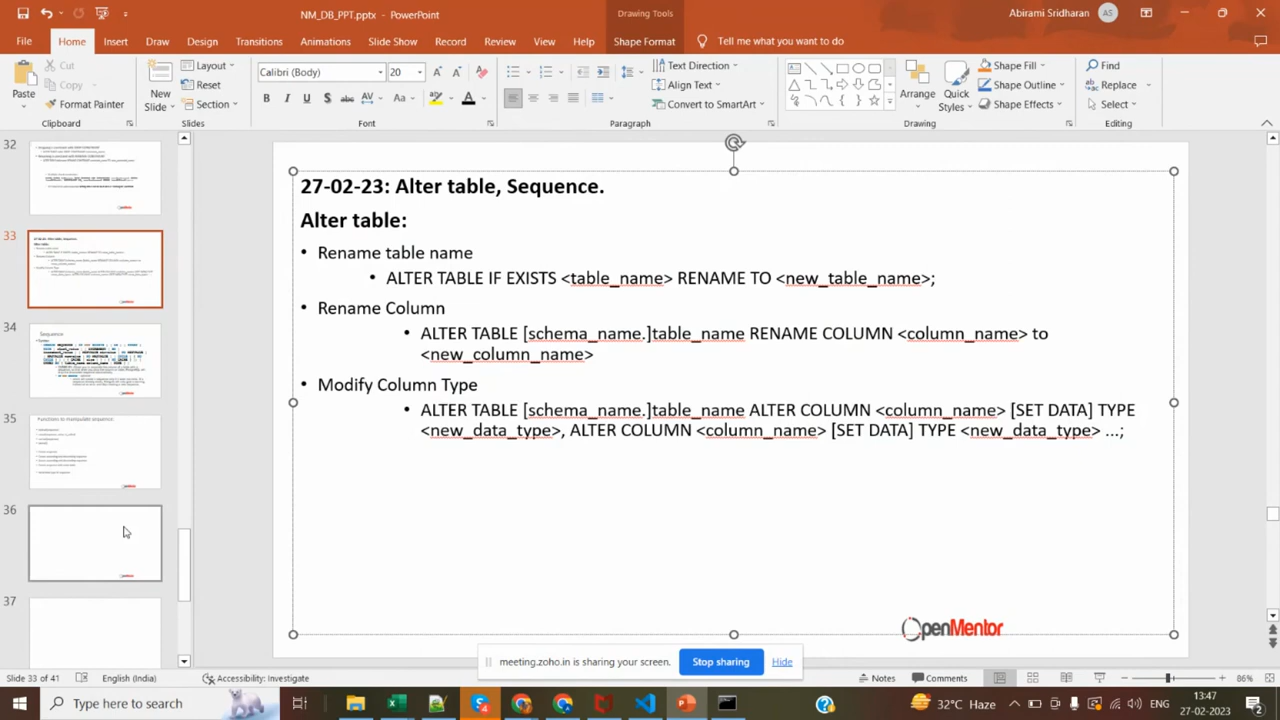 NM_DB_PPT.pptx - PowerPoint
Drawing Tools
Abirami Sridharan AS
File Home Insert Draw Design Transitions Animations Slide Show Record Review View Help Shape Format Tell me what you want to do
Paste
Cut
Copy
Format Painter
Clipboard
New Slide
Layout
Reset
Section
Slides
Calibri (Body) 20
Font
Text Direction
Align Text
Convert to SmartArt
Paragraph
Arrange
Quick Styles
Shape Fill
Shape Outline
Shape Effects
Drawing
Find
Replace
Select
Editing
32
33
34
Sequence
35
Functions to manipulate sequence:
36
37
27-02-23: Alter table, Sequence.
Alter table:
• Rename table name
• ALTER TABLE IF EXISTS <table_name> RENAME TO <new_table_name>;
• Rename Column
• ALTER TABLE [schema_name.]table_name RENAME COLUMN <column_name> to
<new_column_name>
• Modify Column Type
• ALTER TABLE [schema_name.]table_name ALTER COLUMN <column_name> [SET DATA] TYPE
<new_data_type>, ALTER COLUMN <column_name> [SET DATA] TYPE <new_data_type> ...;
OpenMentor
meeting.zoho.in is sharing your screen. Stop sharing Hide
Slide 33 of 41 English (India) Accessibility: Investigate Notes Comments 86%
Type here to search
32°C Haze ENG 13:47
27-02-2023 2